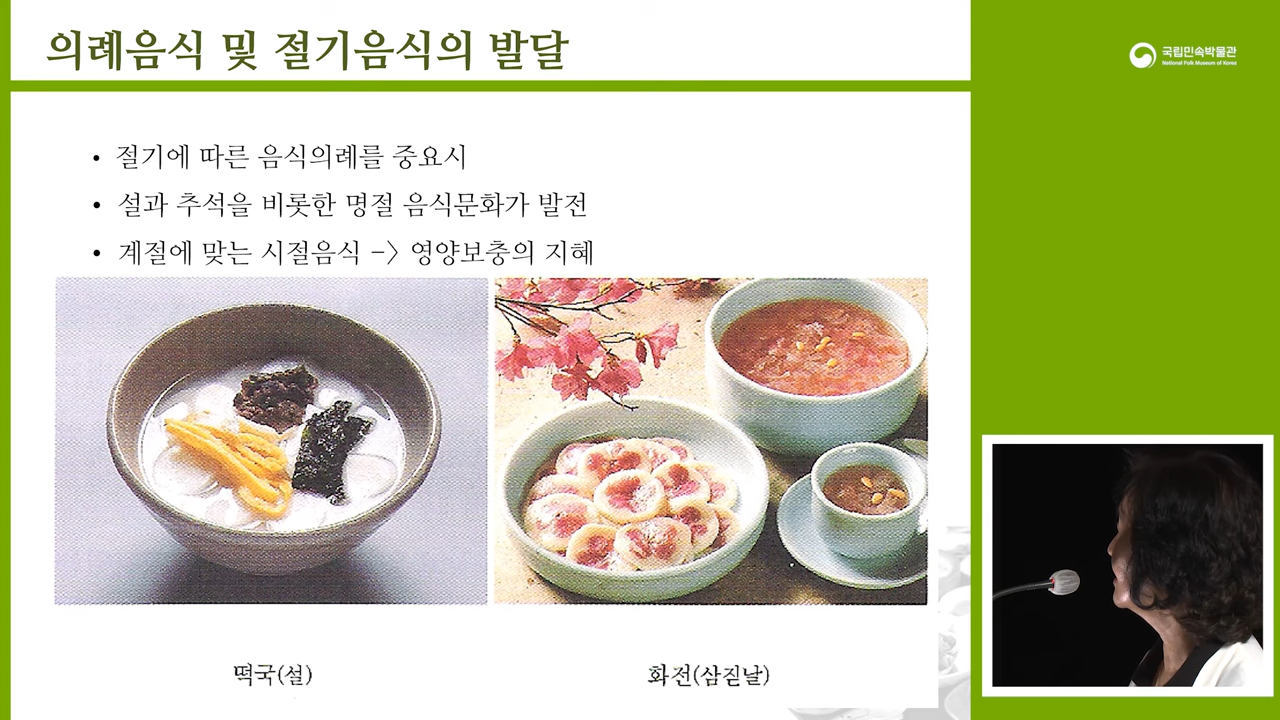 의례음식 및 절기음식의 발달
국립민속박물관
National Folk Museum of Korea
• 절기에 따른 음식의례를 중요시
• 설과 추석을 비롯한 명절 음식문화가 발전
• 계절에 맞는 시절음식 -> 영양보충의 지혜
떡국(설)
화전(삼짇날)